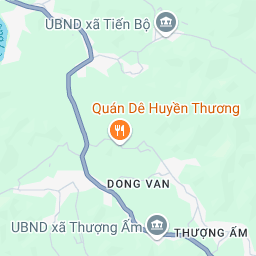 UBND xã Tiến Bộ
Quán Dê Huyền Thương
DONG VAN
UBND xã Thượng Ấm
THƯỢNG ẤM